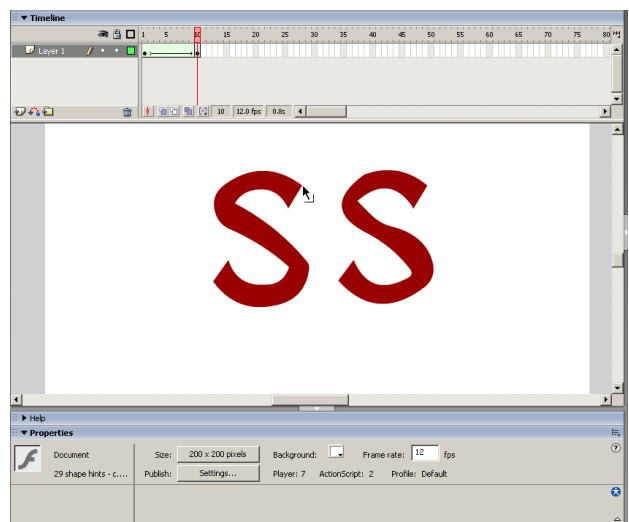 Timeline
1 5 10 15 20 25 30 35 40 45 50 55 60 65 70 75 80
Layer 1
10 12.0 fps 0.8s
S S
Help
Properties
Document Size: 200 x 200 pixels Background: Frame rate: 12 fps
29 shape hints - c.... Publish: Settings... Player: 7 ActionScript: 2 Profile: Default